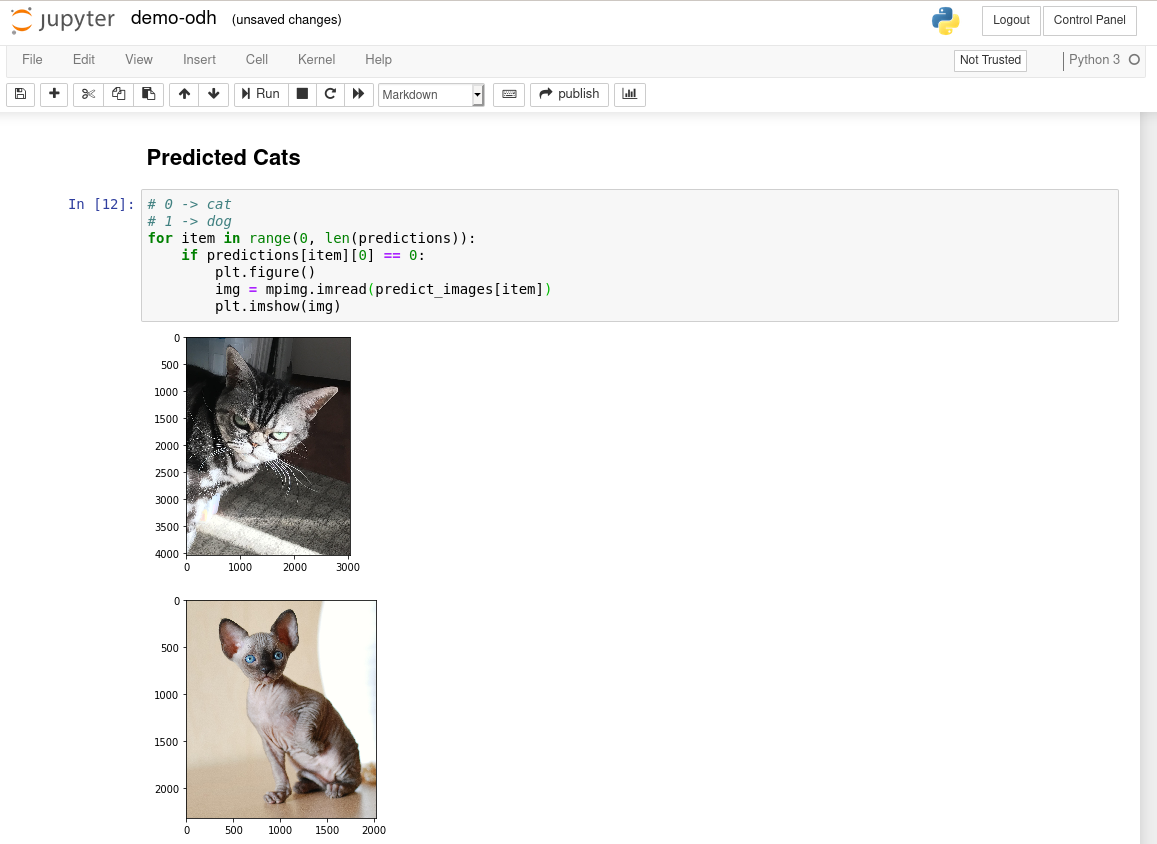 jupyter demo-odh (unsaved changes) Logout Control Panel
File Edit View Insert Cell Kernel Help Not Trusted Python 3
Run Markdown publish
Predicted Cats
In [12]: # 0 -> cat
# 1 -> dog
for item in range(0, len(predictions)):
    if predictions[item][0] == 0:
        plt.figure()
        img = mpimg.imread(predict_images[item])
        plt.imshow(img)
0
500
1000
1500
2000
2500
3000
3500
4000
0 1000 2000 3000
0
500
1000
1500
2000
0 500 1000 1500 2000